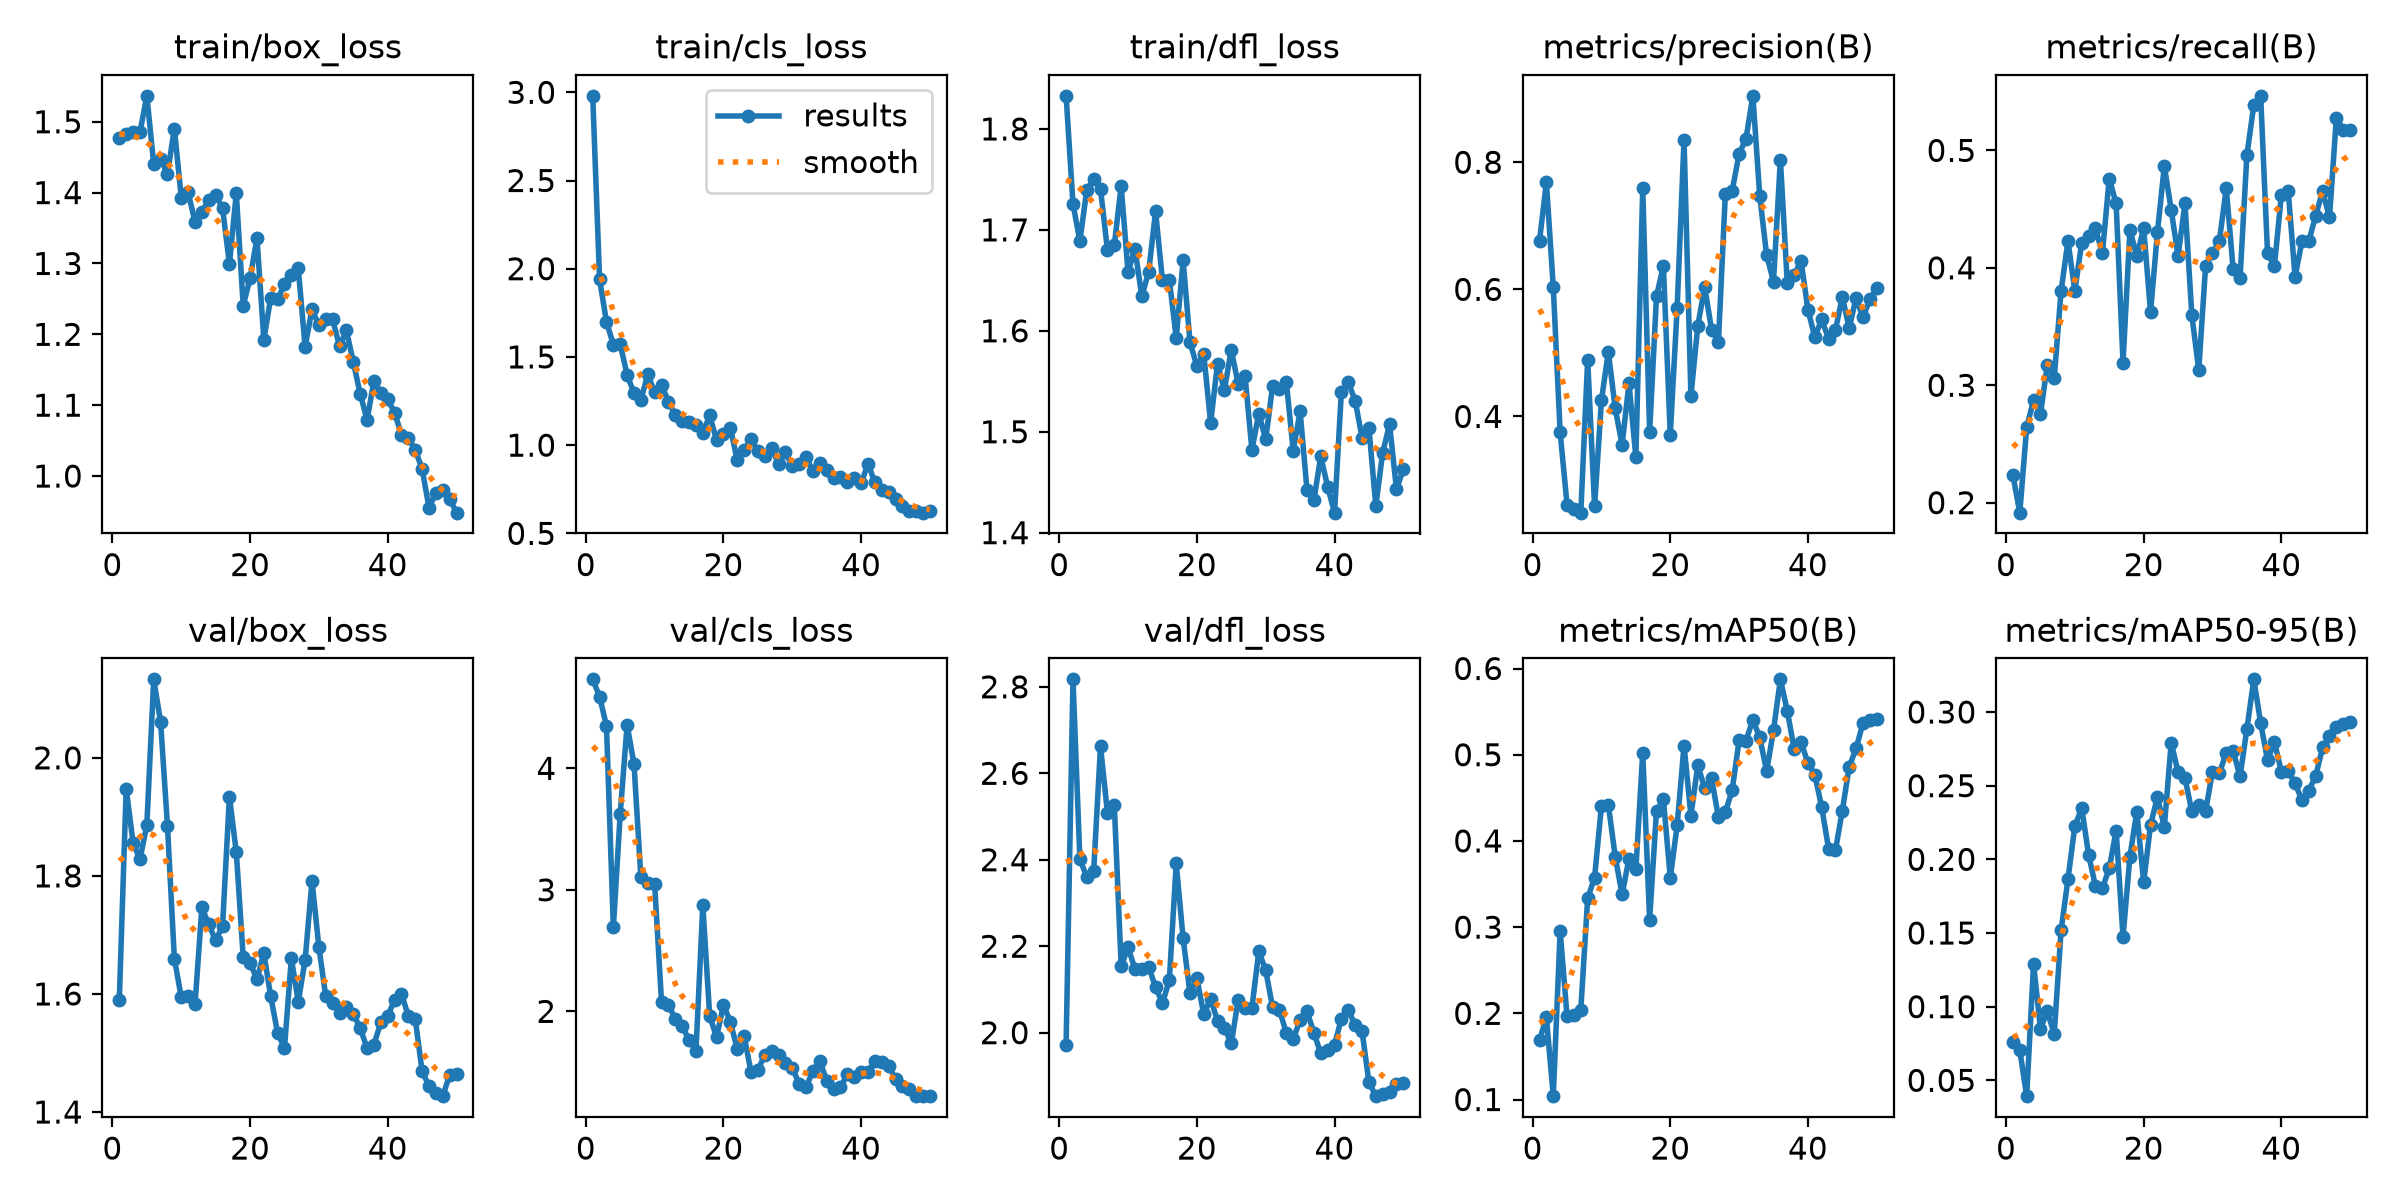 train/box_loss
1.5
1.4
1.3
1.2
1.1
1.0
0 20 40
train/cls_loss
results
smooth
3.0
2.5
2.0
1.5
1.0
0.5
0 20 40
train/dfl_loss
1.8
1.7
1.6
1.5
1.4
0 20 40
metrics/precision(B)
0.8
0.6
0.4
0 20 40
metrics/recall(B)
0.5
0.4
0.3
0.2
0 20 40
val/box_loss
2.0
1.8
1.6
1.4
0 20 40
val/cls_loss
4
3
2
0 20 40
val/dfl_loss
2.8
2.6
2.4
2.2
2.0
0 20 40
metrics/mAP50(B)
0.6
0.5
0.4
0.3
0.2
0.1
0 20 40
metrics/mAP50-95(B)
0.30
0.25
0.20
0.15
0.10
0.05
0 20 40